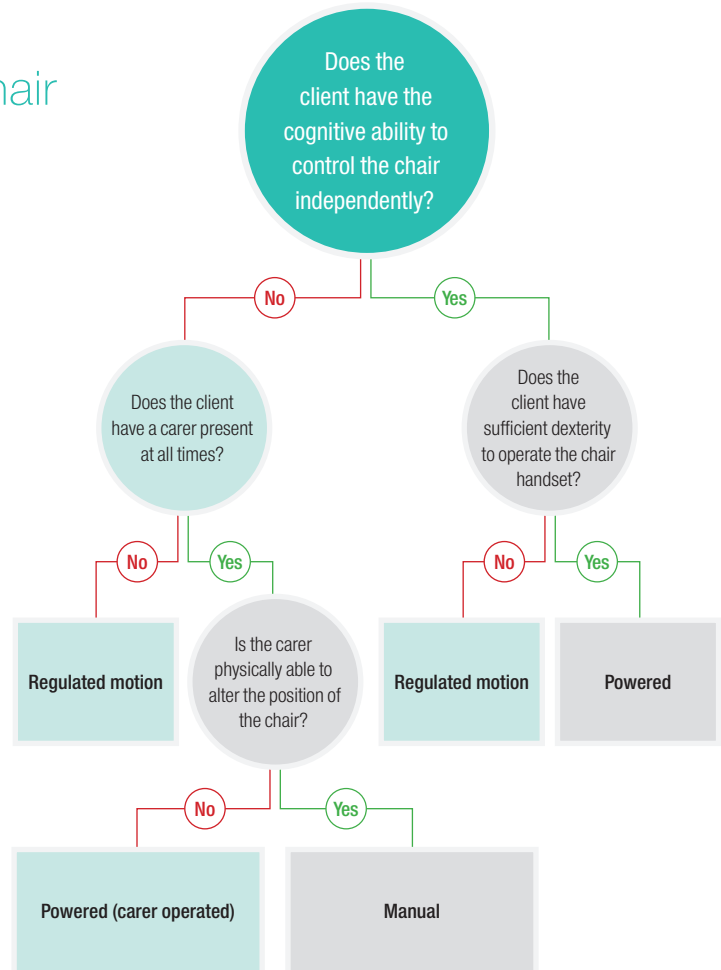 hair
Does the
client have the
cognitive ability to
control the chair
independently?
No
Yes
Does the client
have a carer present
at all times?
Does the
client have
sufficient dexterity
to operate the chair
handset?
No
Yes
No
Yes
Regulated motion
Is the carer
physically able to
alter the position of
the chair?
Regulated motion
Powered
No
Yes
Powered (carer operated)
Manual